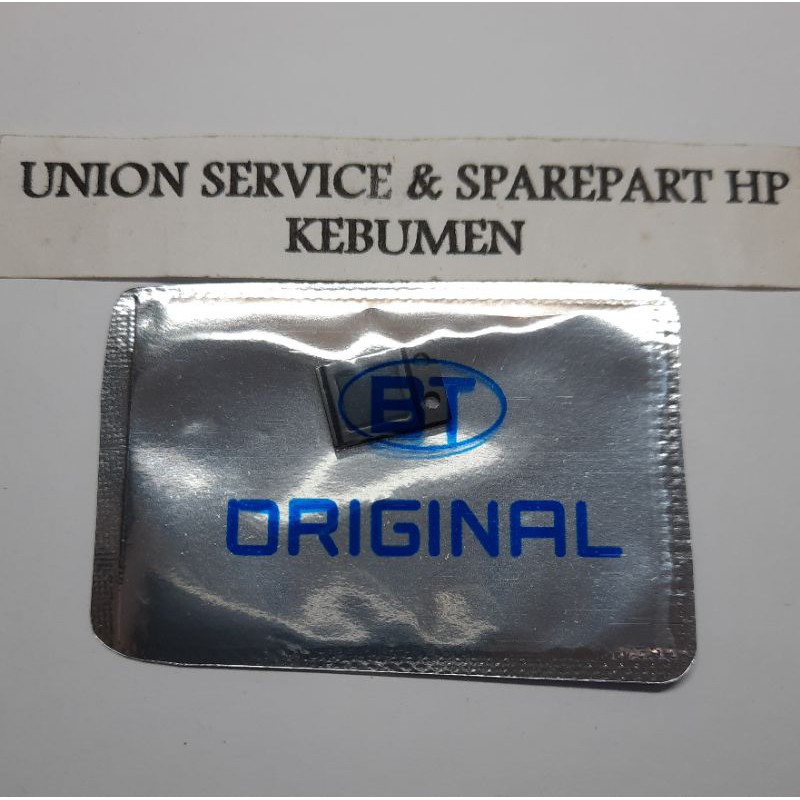 UNION SERVICE & SPAREPART HP
KEBUMEN
BT
ORIGINAL